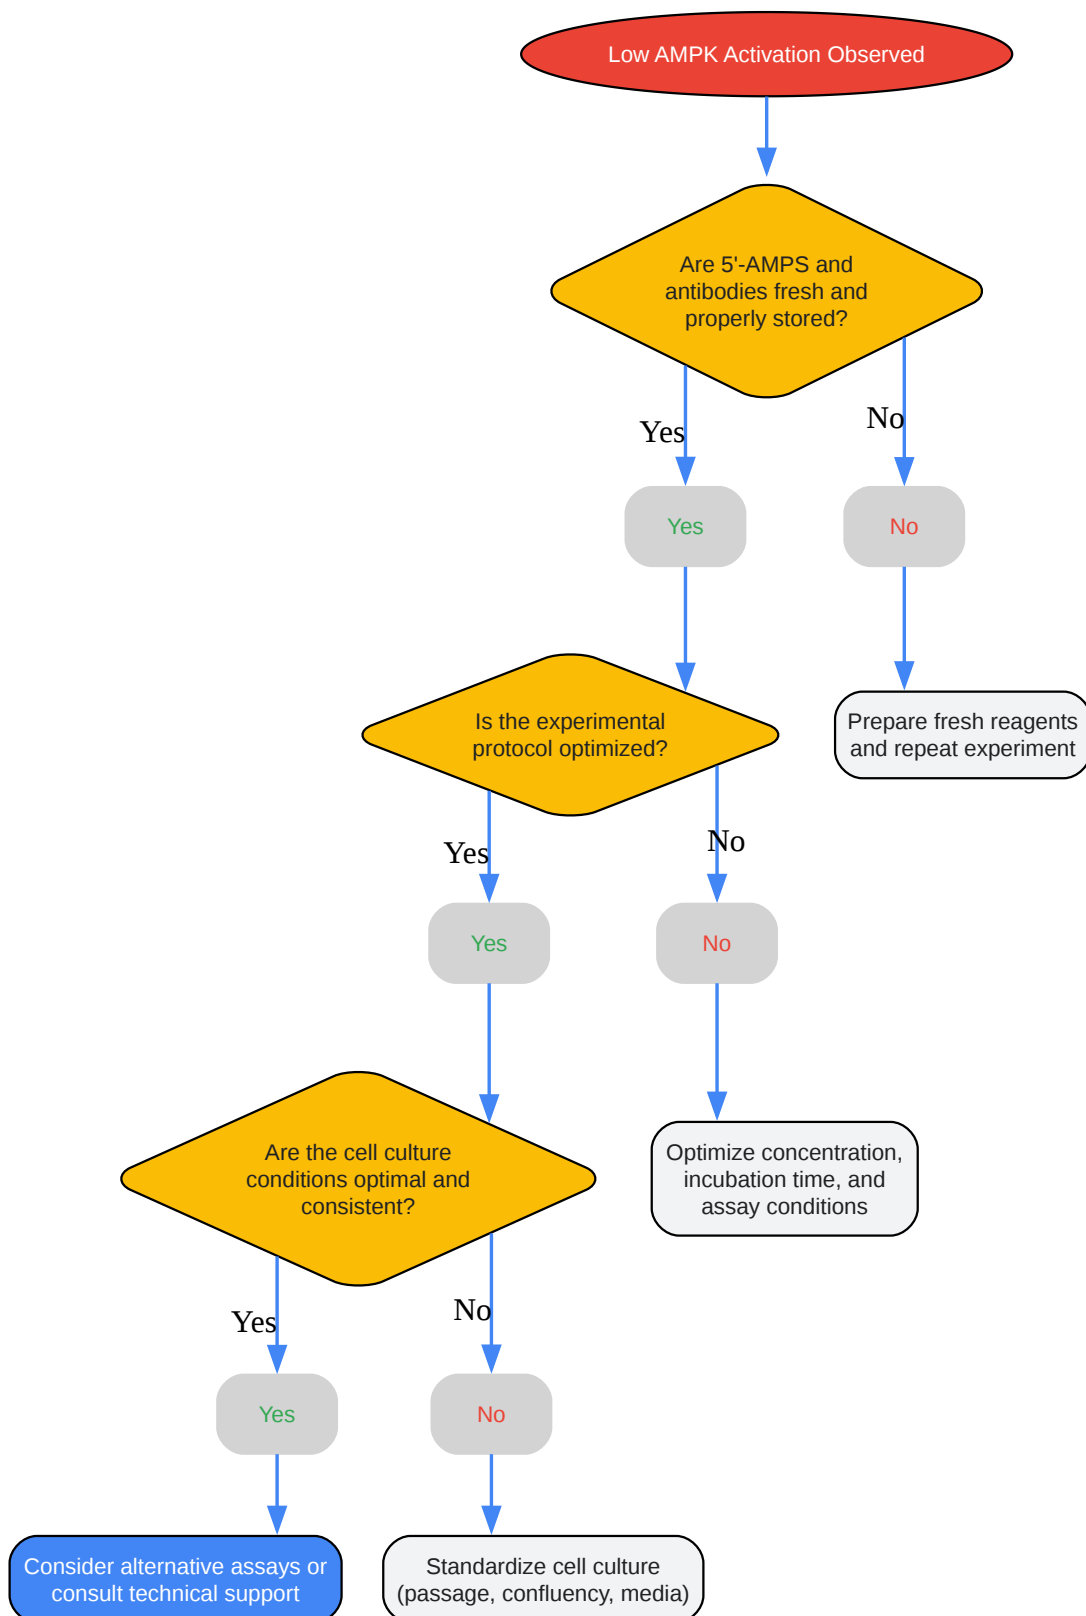 Low AMPK Activation Observed
Are 5'-AMPS and
antibodies fresh and
properly stored?
Yes
No
Yes
No
Is the experimental
protocol optimized?
Prepare fresh reagents
and repeat experiment
Yes
No
Yes
No
Are the cell culture
conditions optimal and
consistent?
Optimize concentration,
incubation time, and
assay conditions
Yes
No
Yes
No
Consider alternative assays or
consult technical support
Standardize cell culture
(passage, confluency, media)